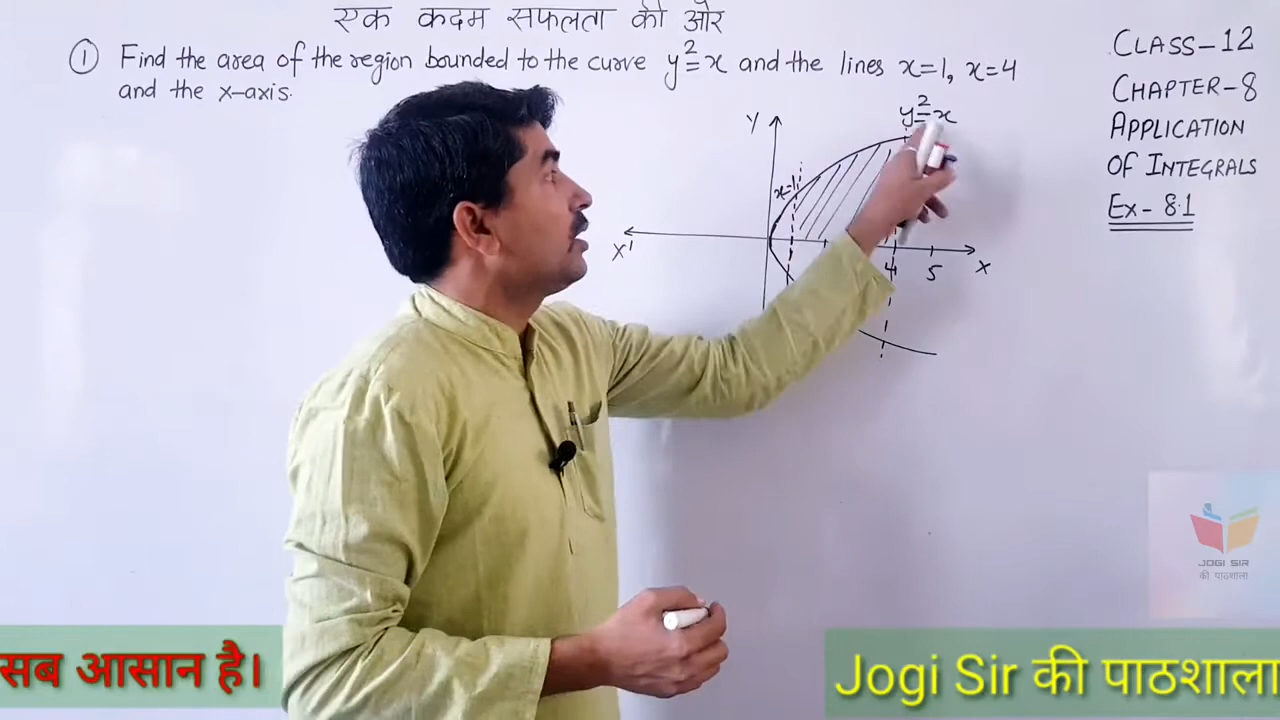 एक कदम सफलता की ओर
① Find the area of the region bounded to the curve y²=x and the lines x=1, x=4
and the x-axis.
CLASS-12
CHAPTER-8
APPLICATION
OF INTEGRALS
Ex-8.1
Y
y²=x
x=1
X'
4
5
X
JOGI SIR
की पाठशाला
सब आसान है।
Jogi Sir की पाठशाला